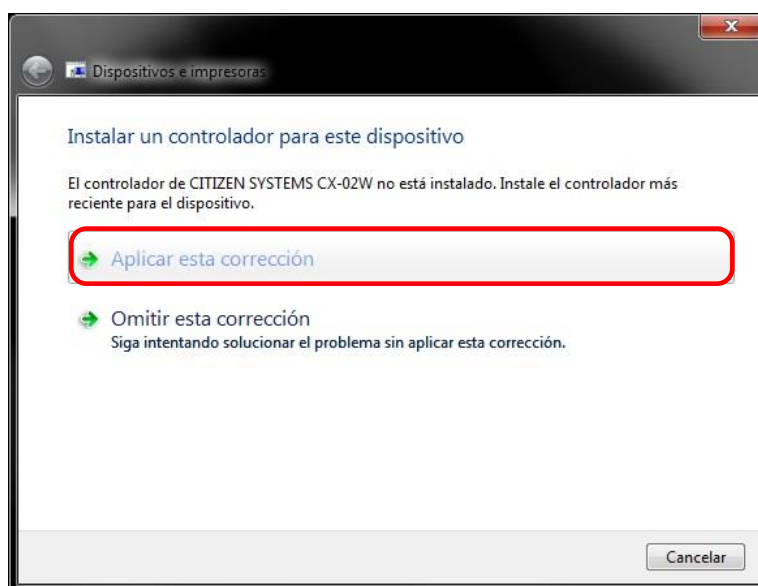 Dispositivos e impresoras
Instalar un controlador para este dispositivo
El controlador de CITIZEN SYSTEMS CX-02W no está instalado. Instale el controlador más
reciente para el dispositivo.
Aplicar esta corrección
Omitir esta corrección
Siga intentando solucionar el problema sin aplicar esta corrección.
Cancelar